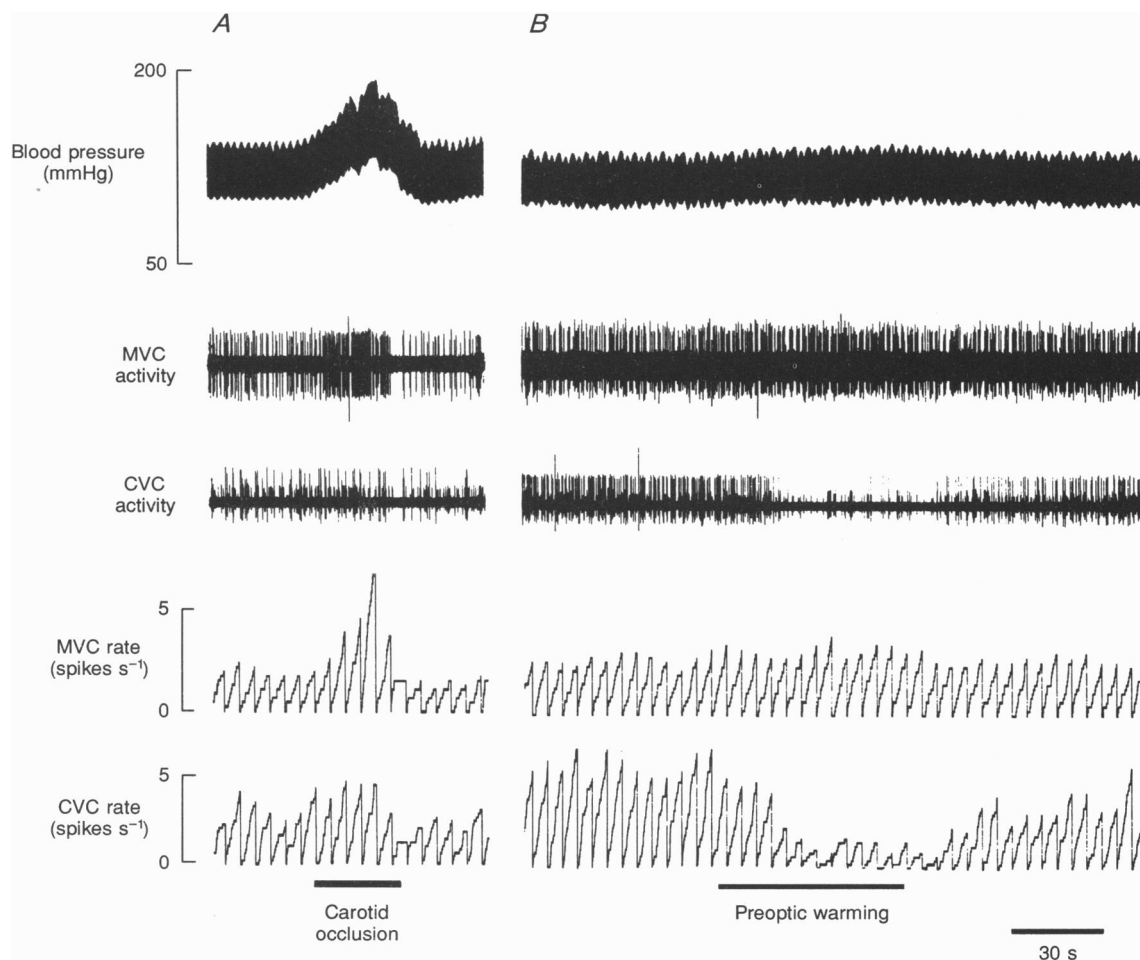 A
B
200
Blood pressure
(mmHg)
50
MVC
activity
CVC
activity
5
MVC rate
(spikes s⁻¹)
0
5
CVC rate
(spikes s⁻¹)
0
Carotid
occlusion
Preoptic warming
30 s